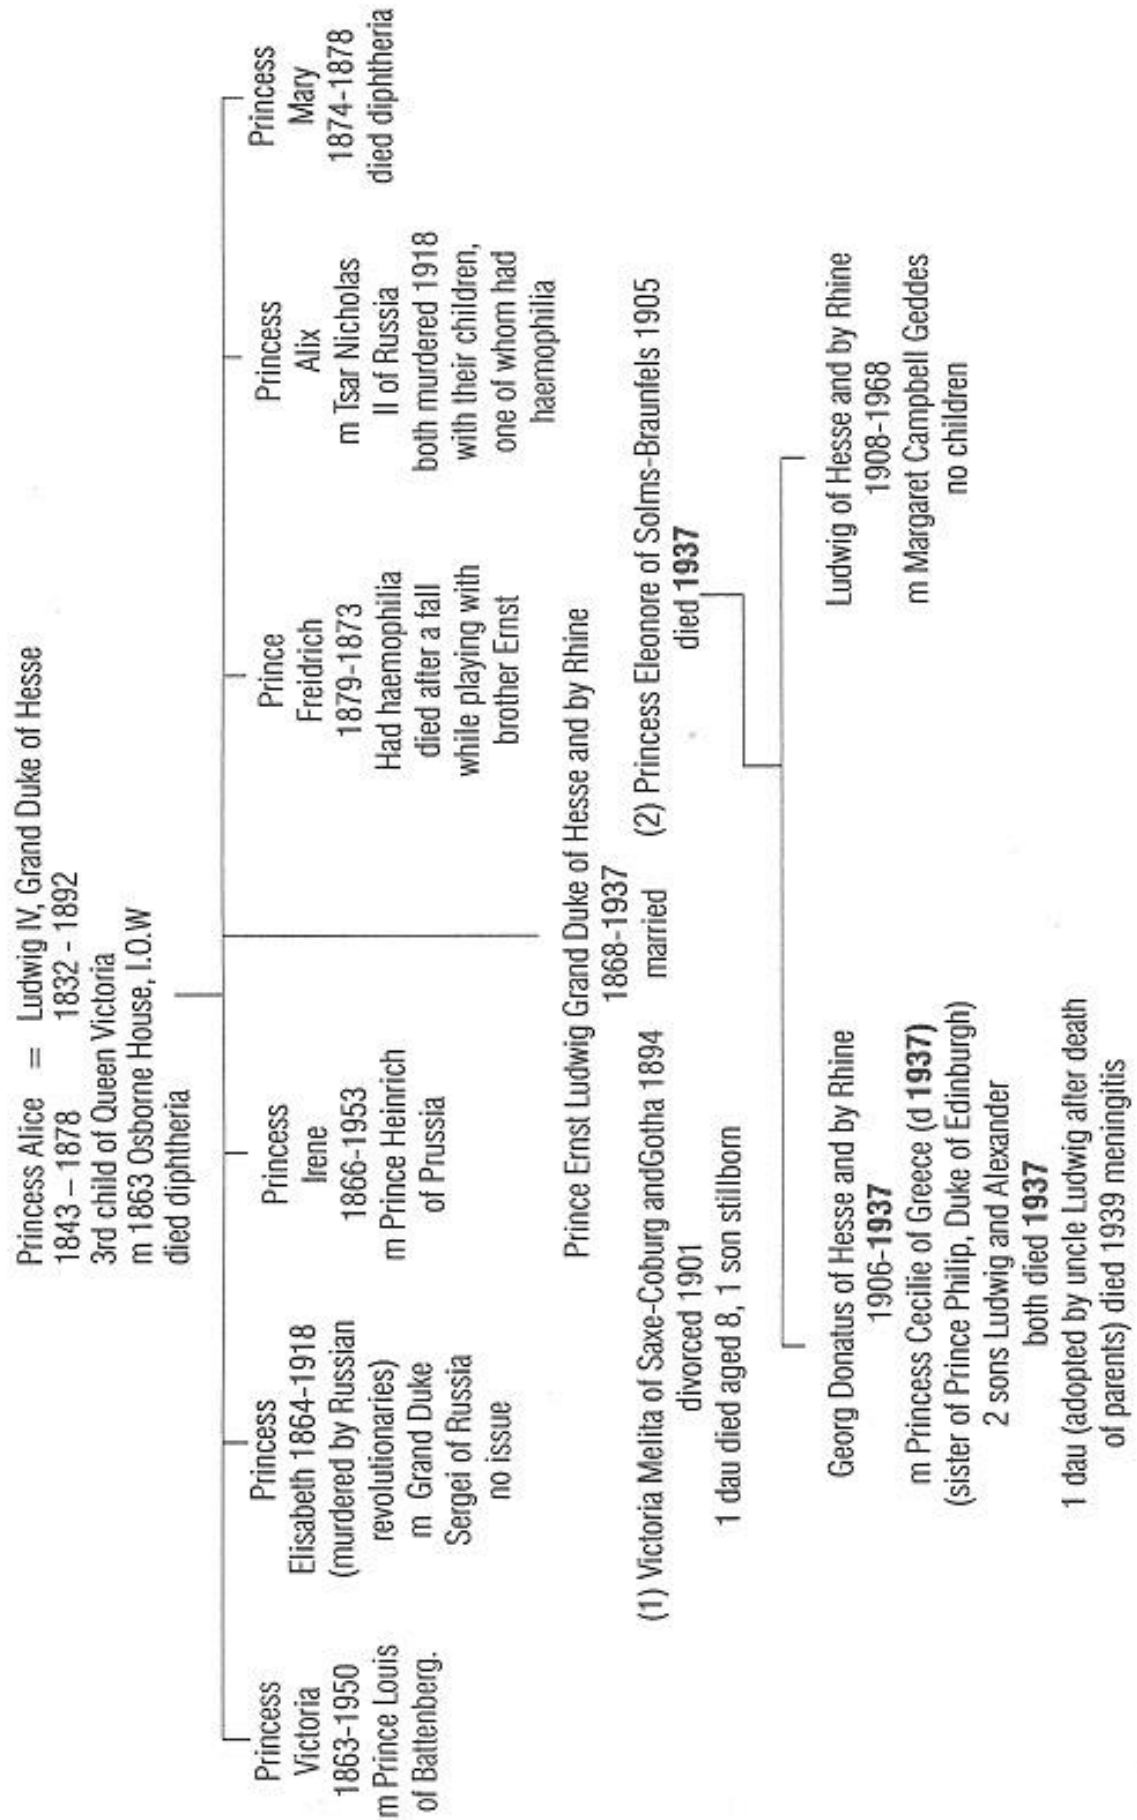 Princess Alice = Ludwig IV, Grand Duke of Hesse
1843 – 1878 1832 - 1892
3rd child of Queen Victoria
m 1863 Osborne House, I.O.W
died diphtheria
Princess
Victoria
1863-1950
m Prince Louis
of Battenberg.
Princess
Elisabeth 1864-1918
(murdered by Russian
revolutionaries)
m Grand Duke
Sergei of Russia
no issue
Princess
Irene
1866-1953
m Prince Heinrich
of Prussia
Prince
Freidrich
1879-1873
Had haemophilia
died after a fall
while playing with
brother Ernst
Princess
Alix
m Tsar Nicholas
II of Russia
both murdered 1918
with their children,
one of whom had
haemophilia
Princess
Mary
1874-1878
died diphtheria
Prince Ernst Ludwig Grand Duke of Hesse and by Rhine
1868-1937
married
(1) Victoria Melita of Saxe-Coburg andGotha 1894
divorced 1901
1 dau died aged 8, 1 son stillborn
(2) Princess Eleonore of Solms-Braunfels 1905
died 1937
Georg Donatus of Hesse and by Rhine
1906-1937
m Princess Cecilie of Greece (d 1937)
(sister of Prince Philip, Duke of Edinburgh)
2 sons Ludwig and Alexander
both died 1937
1 dau (adopted by uncle Ludwig after death
of parents) died 1939 meningitis
Ludwig of Hesse and by Rhine
1908-1968
m Margaret Campbell Geddes
no children